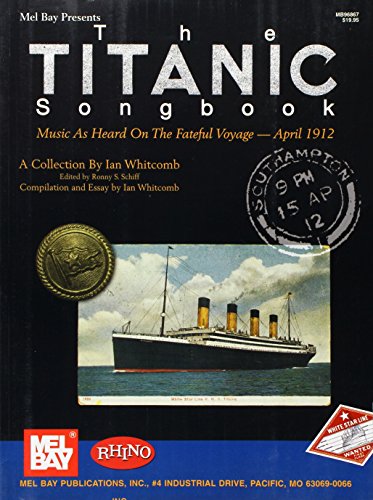 Mel Bay Presents
MB96867
$19.95
The
TITANIC
Songbook
Music As Heard On The Fateful Voyage — April 1912
A Collection By Ian Whitcomb
Edited by Ronny S. Schiff
Compilation and Essay by Ian Whitcomb
SOUTHAMPTON
9 PM
15 AP
12
White Star Line R. M. S. Titanic
WHITE STAR LINE
WANTED
MEL
BAY
RHINO
MEL BAY PUBLICATIONS, INC., #4 INDUSTRIAL DRIVE, PACIFIC, MO 63069-0066